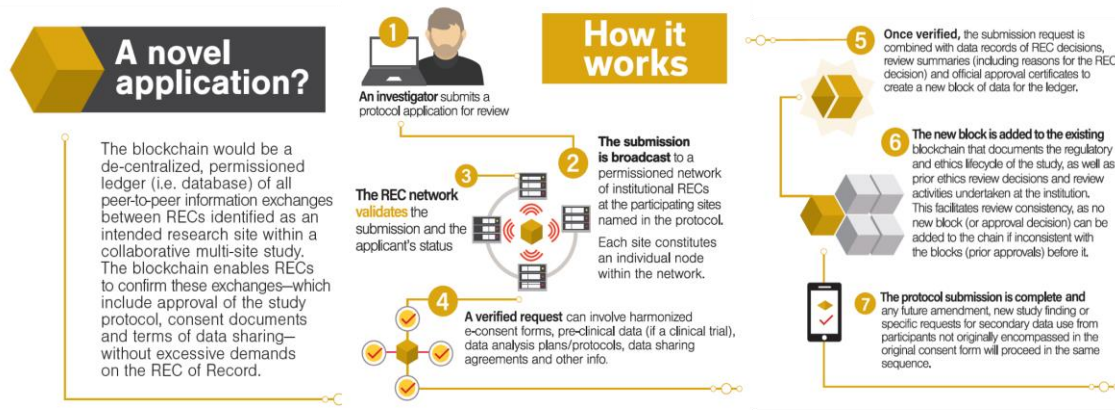 A novel
application?
The blockchain would be a
de-centralized, permissioned
ledger (i.e. database) of all
peer-to-peer information exchanges
between RECs identified as an
intended research site within a
collaborative multi-site study.
The blockchain enables RECs
to confirm these exchanges—which
include approval of the study
protocol, consent documents
and terms of data sharing—
without excessive demands
on the REC of Record.
How it
works
1
An investigator submits a
protocol application for review
2
The submission
is broadcast to a
permissioned network
of institutional RECs
at the participating sites
named in the protocol.
Each site constitutes
an individual node
within the network.
3
The REC network
validates the
submission and the
applicant's status
4
A verified request can involve harmonized
e-consent forms, pre-clinical data (if a clinical trial),
data analysis plans/protocols, data sharing
agreements and other info.
5
Once verified, the submission request is
combined with data records of REC decisions,
review summaries (including reasons for the REC
decision) and official approval certificates to
create a new block of data for the ledger.
6
The new block is added to the existing
blockchain that documents the regulatory
and ethics lifecycle of the study, as well as
prior ethics review decisions and review
activities undertaken at the institution.
This facilitates review consistency, as no
new block (or approval decision) can be
added to the chain if inconsistent with
the blocks (prior approvals) before it.
7
The protocol submission is complete and
any future amendment, new study finding or
specific requests for secondary data use from
participants not originally encompassed in the
original consent form will proceed in the same
sequence.